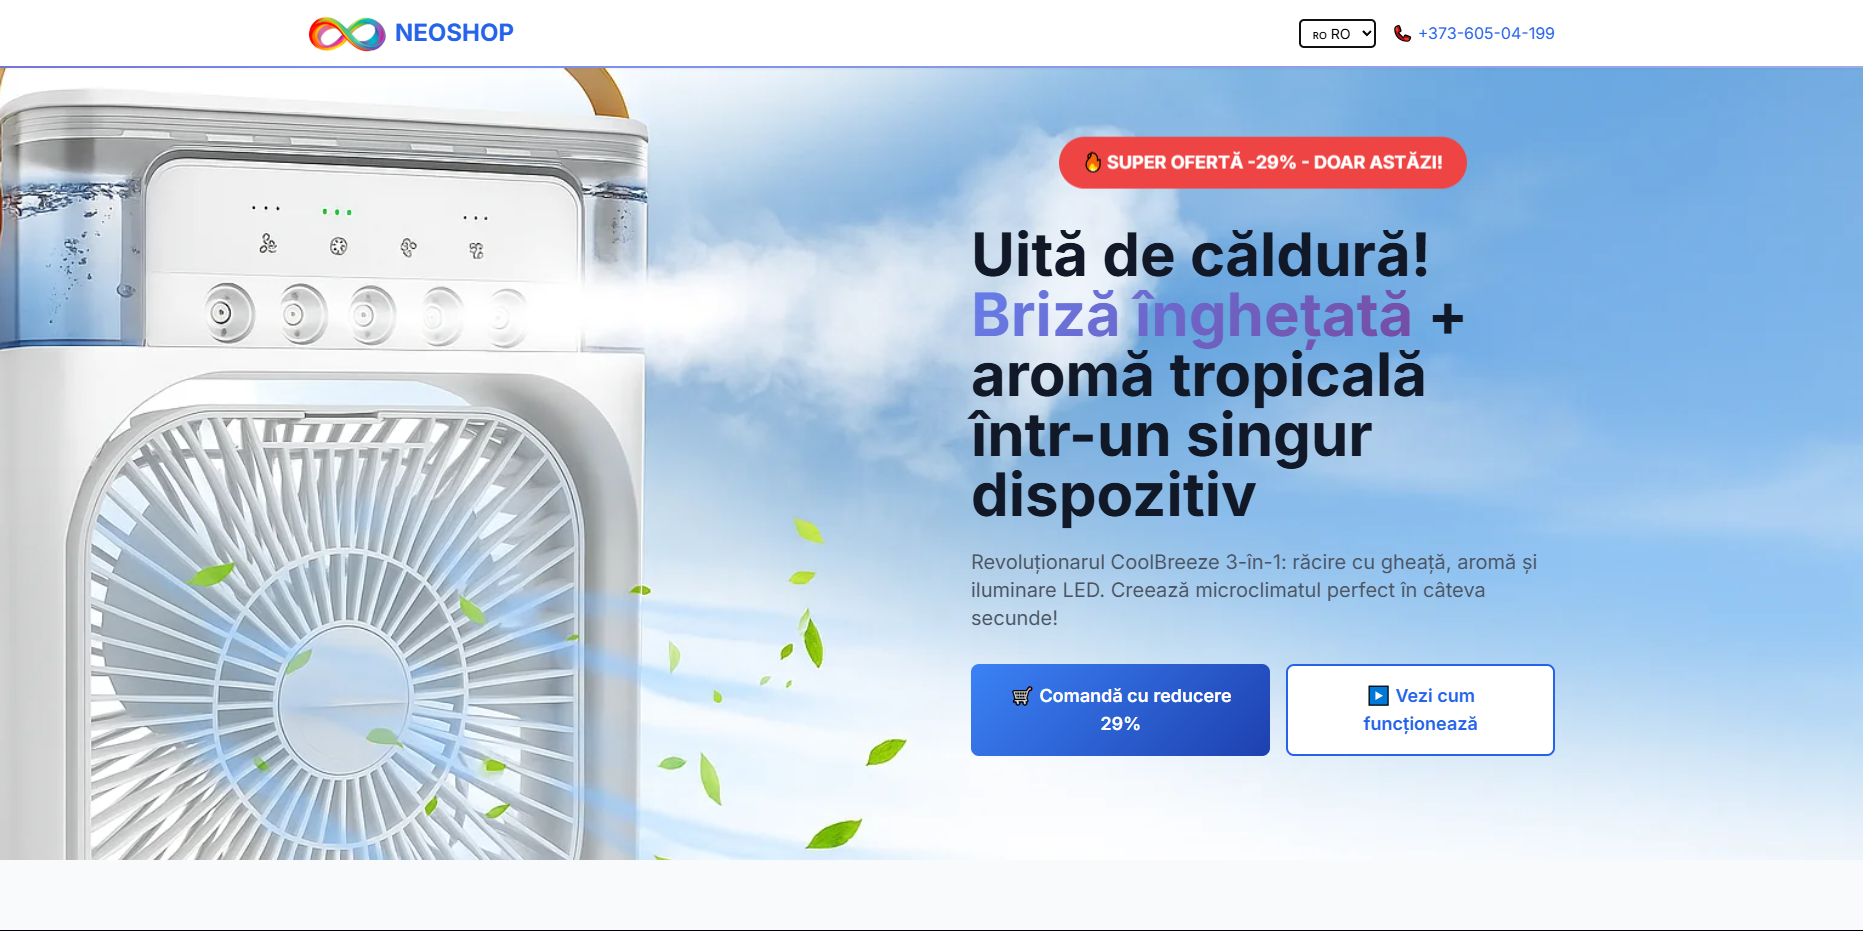 NEOSHOP
RO RO
+373-605-04-199
SUPER OFERTĂ -29% - DOAR ASTĂZI!
Uită de căldură!
Briză înghețată +
aromă tropicală
într-un singur
dispozitiv
Revoluționarul CoolBreeze 3-în-1: răcire cu gheață, aromă și
iluminare LED. Creează microclimatul perfect în câteva
secunde!
Comandă cu reducere
29%
Vezi cum
funcționează